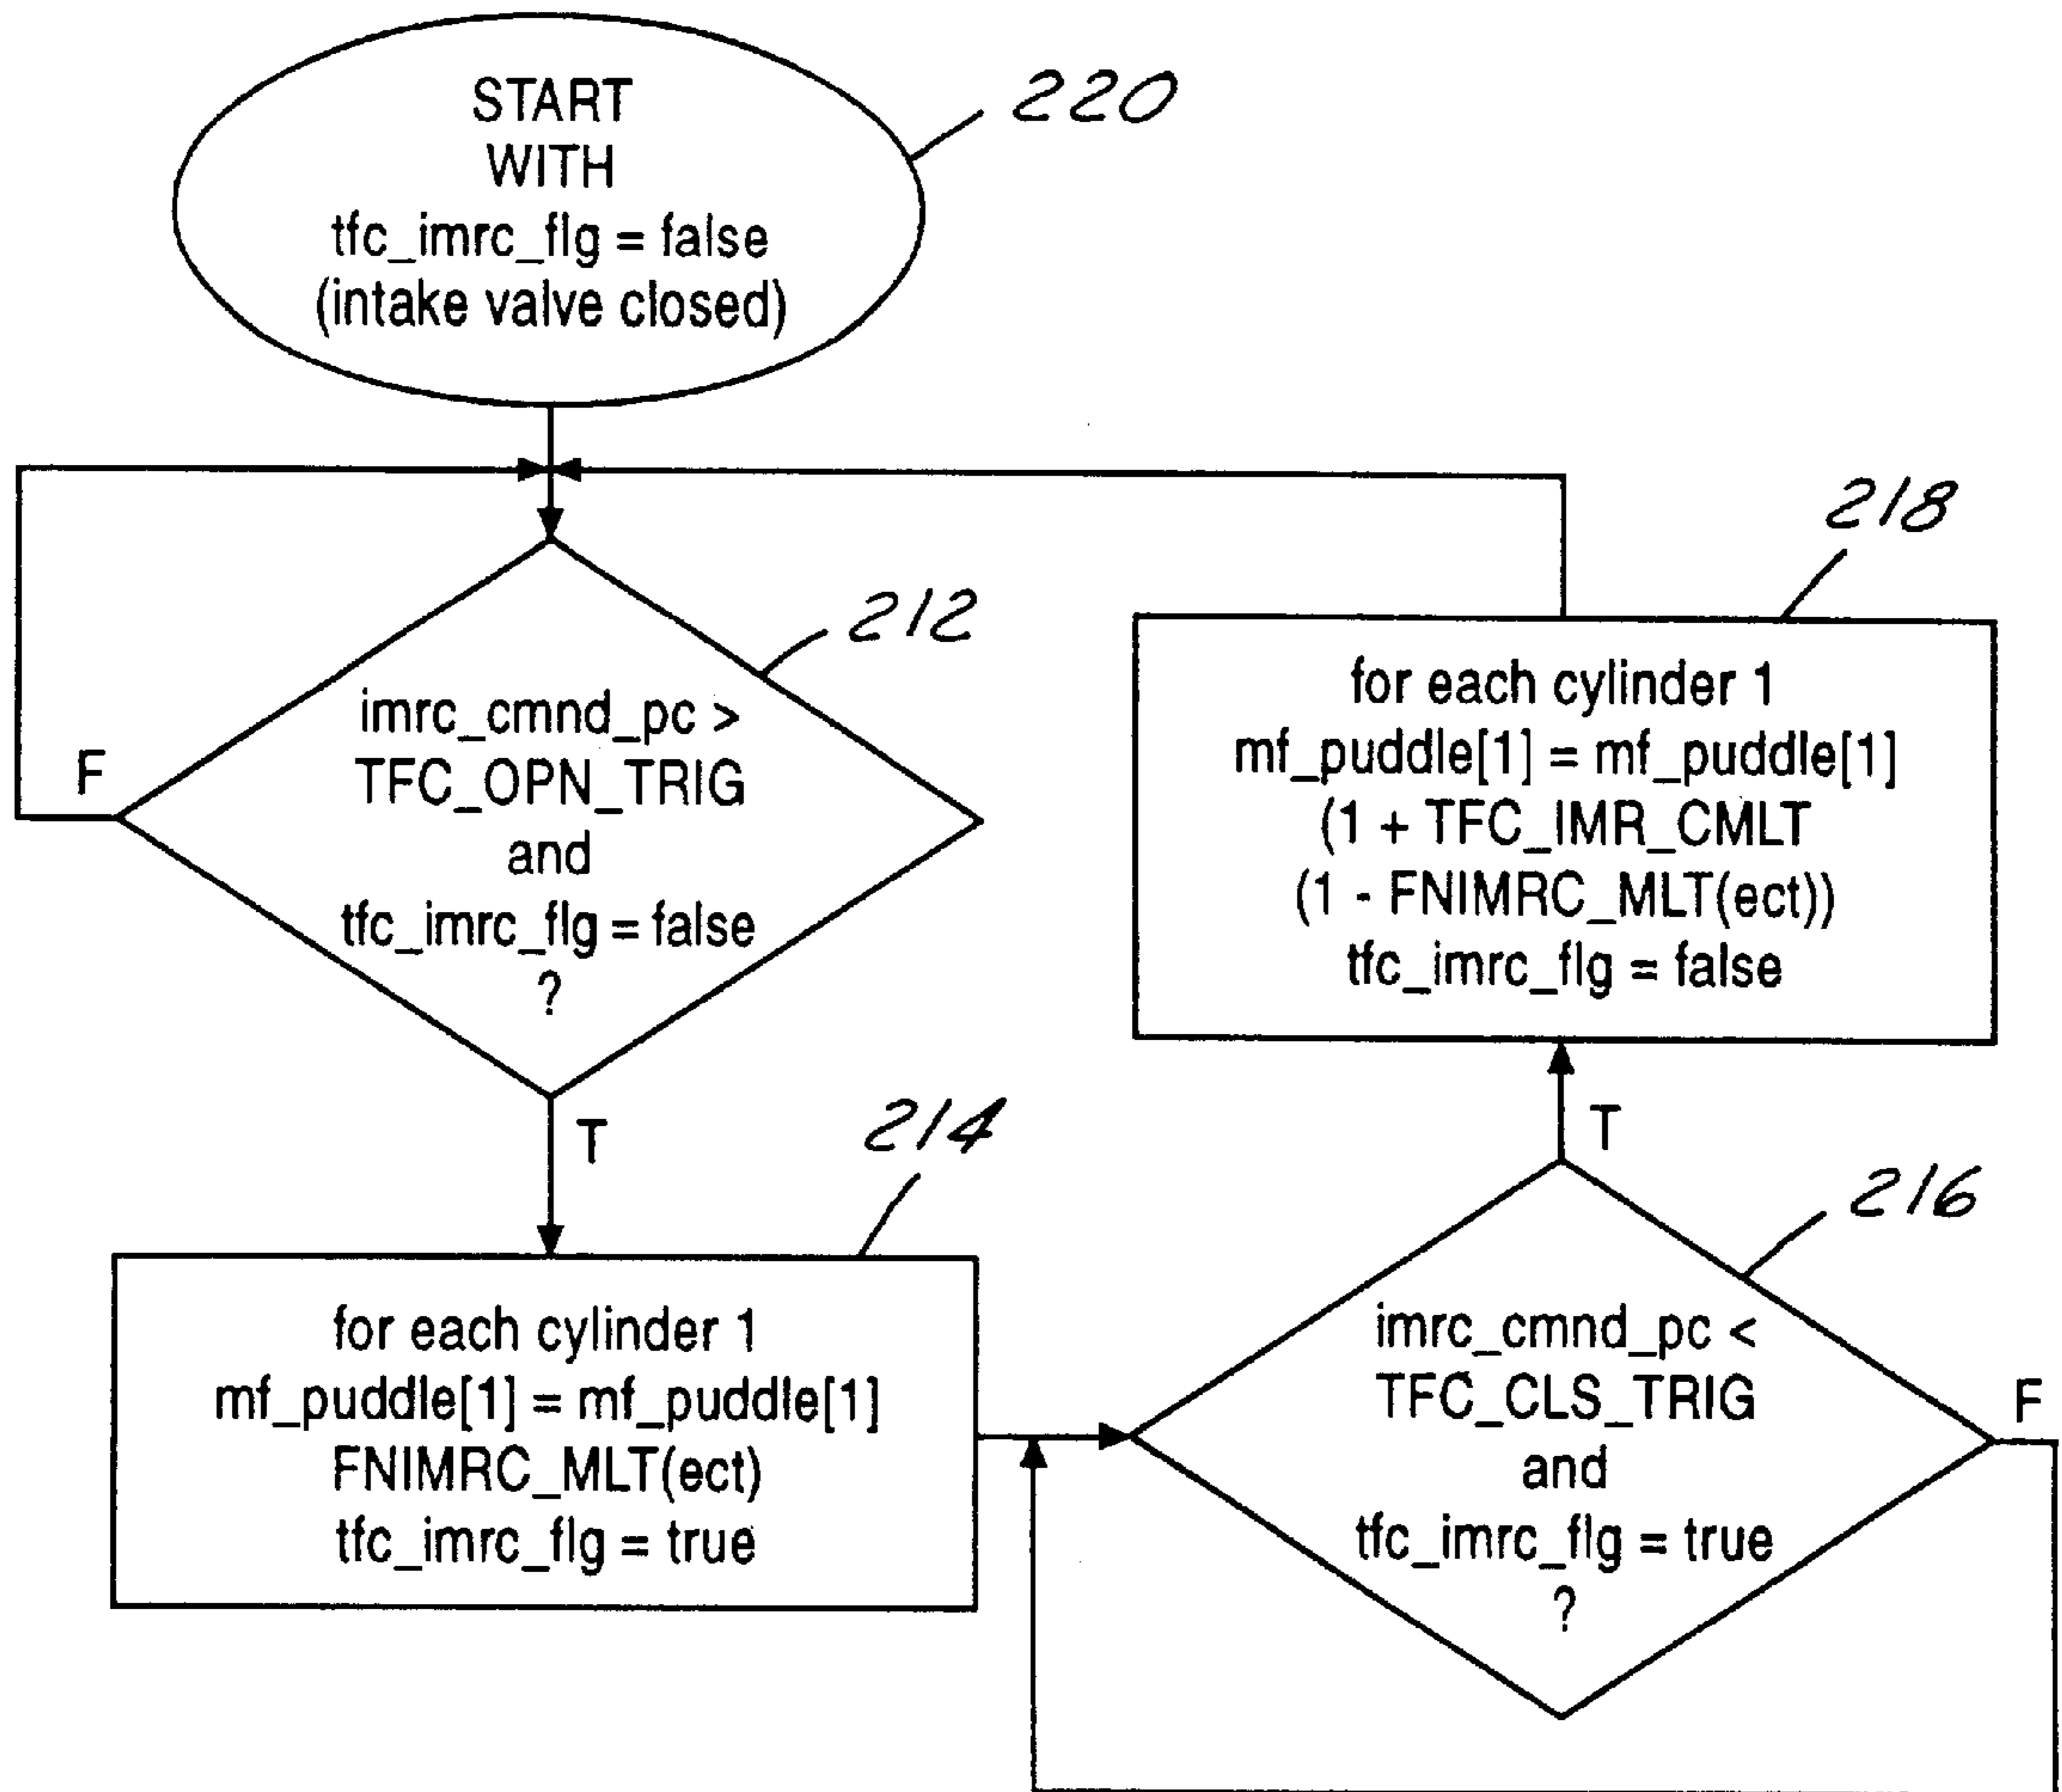 START
WITH
tfc_imrc_flg = false
(intake valve closed)
220
212
imrc_cmnd_pc >
TFC_OPN_TRIG
and
tfc_imrc_flg = false
?
F
T
214
for each cylinder 1
mf_puddle[1] = mf_puddle[1]
FNIMRC_MLT(ect)
tfc_imrc_flg = true
216
imrc_cmnd_pc <
TFC_CLS_TRIG
and
tfc_imrc_flg = true
?
F
T
218
for each cylinder 1
mf_puddle[1] = mf_puddle[1]
(1 + TFC_IMR_CMLT
(1 - FNIMRC_MLT(ect))
tfc_imrc_flg = false